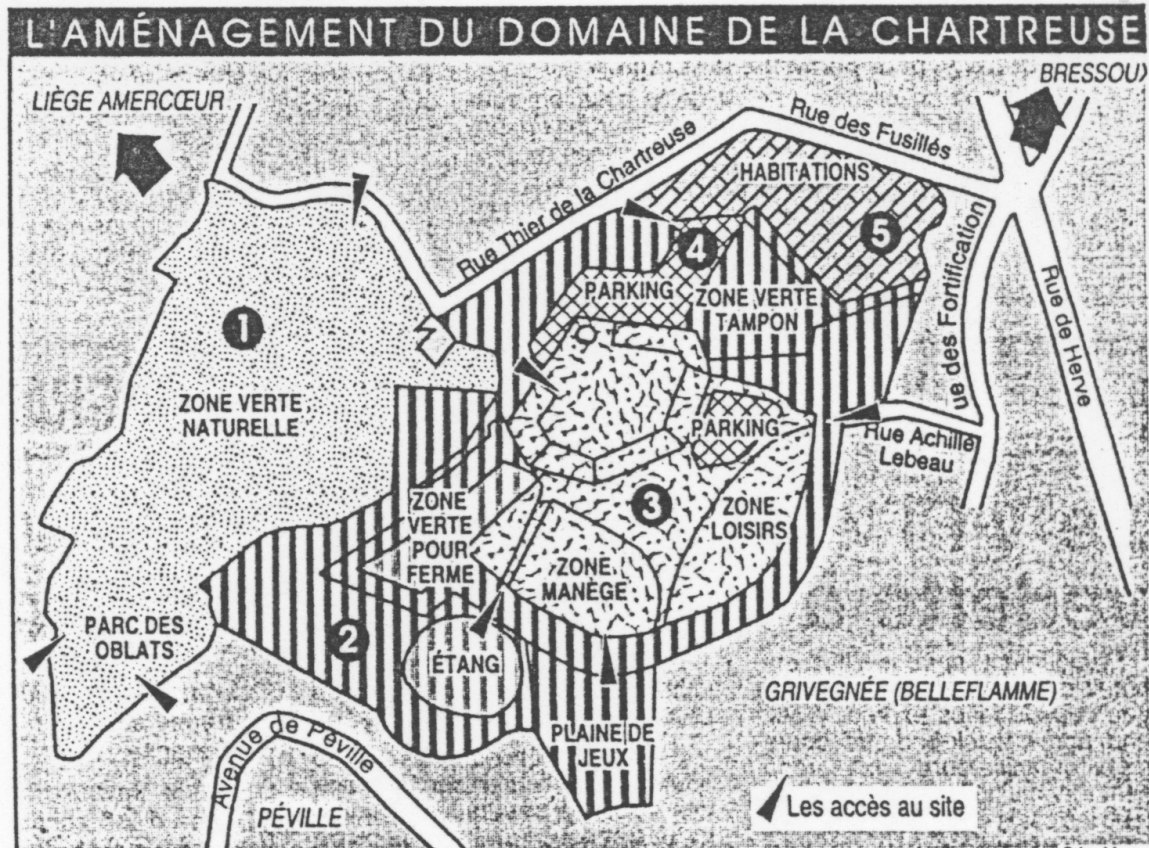 L'AMÉNAGEMENT DU DOMAINE DE LA CHARTREUSE
LIÈGE AMERCŒUR
BRESSOUX
Rue des Fusillés
Rue Thier de la Chartreuse
HABITATIONS
5
4
PARKING
ZONE VERTE
TAMPON
1
ZONE VERTE
NATURELLE
ue des Fortification
Rue de Herve
PARKING
Rue Achille
Lebeau
ZONE
VERTE
POUR
FERME
3
ZONE
LOISIRS
ZONE
MANÈGE
PARC DES
OBLATS
2
ÉTANG
GRIVEGNÉE (BELLEFLAMME)
PLAINE DE
JEUX
Avenue de Péville
PÉVILLE
Les accès au site